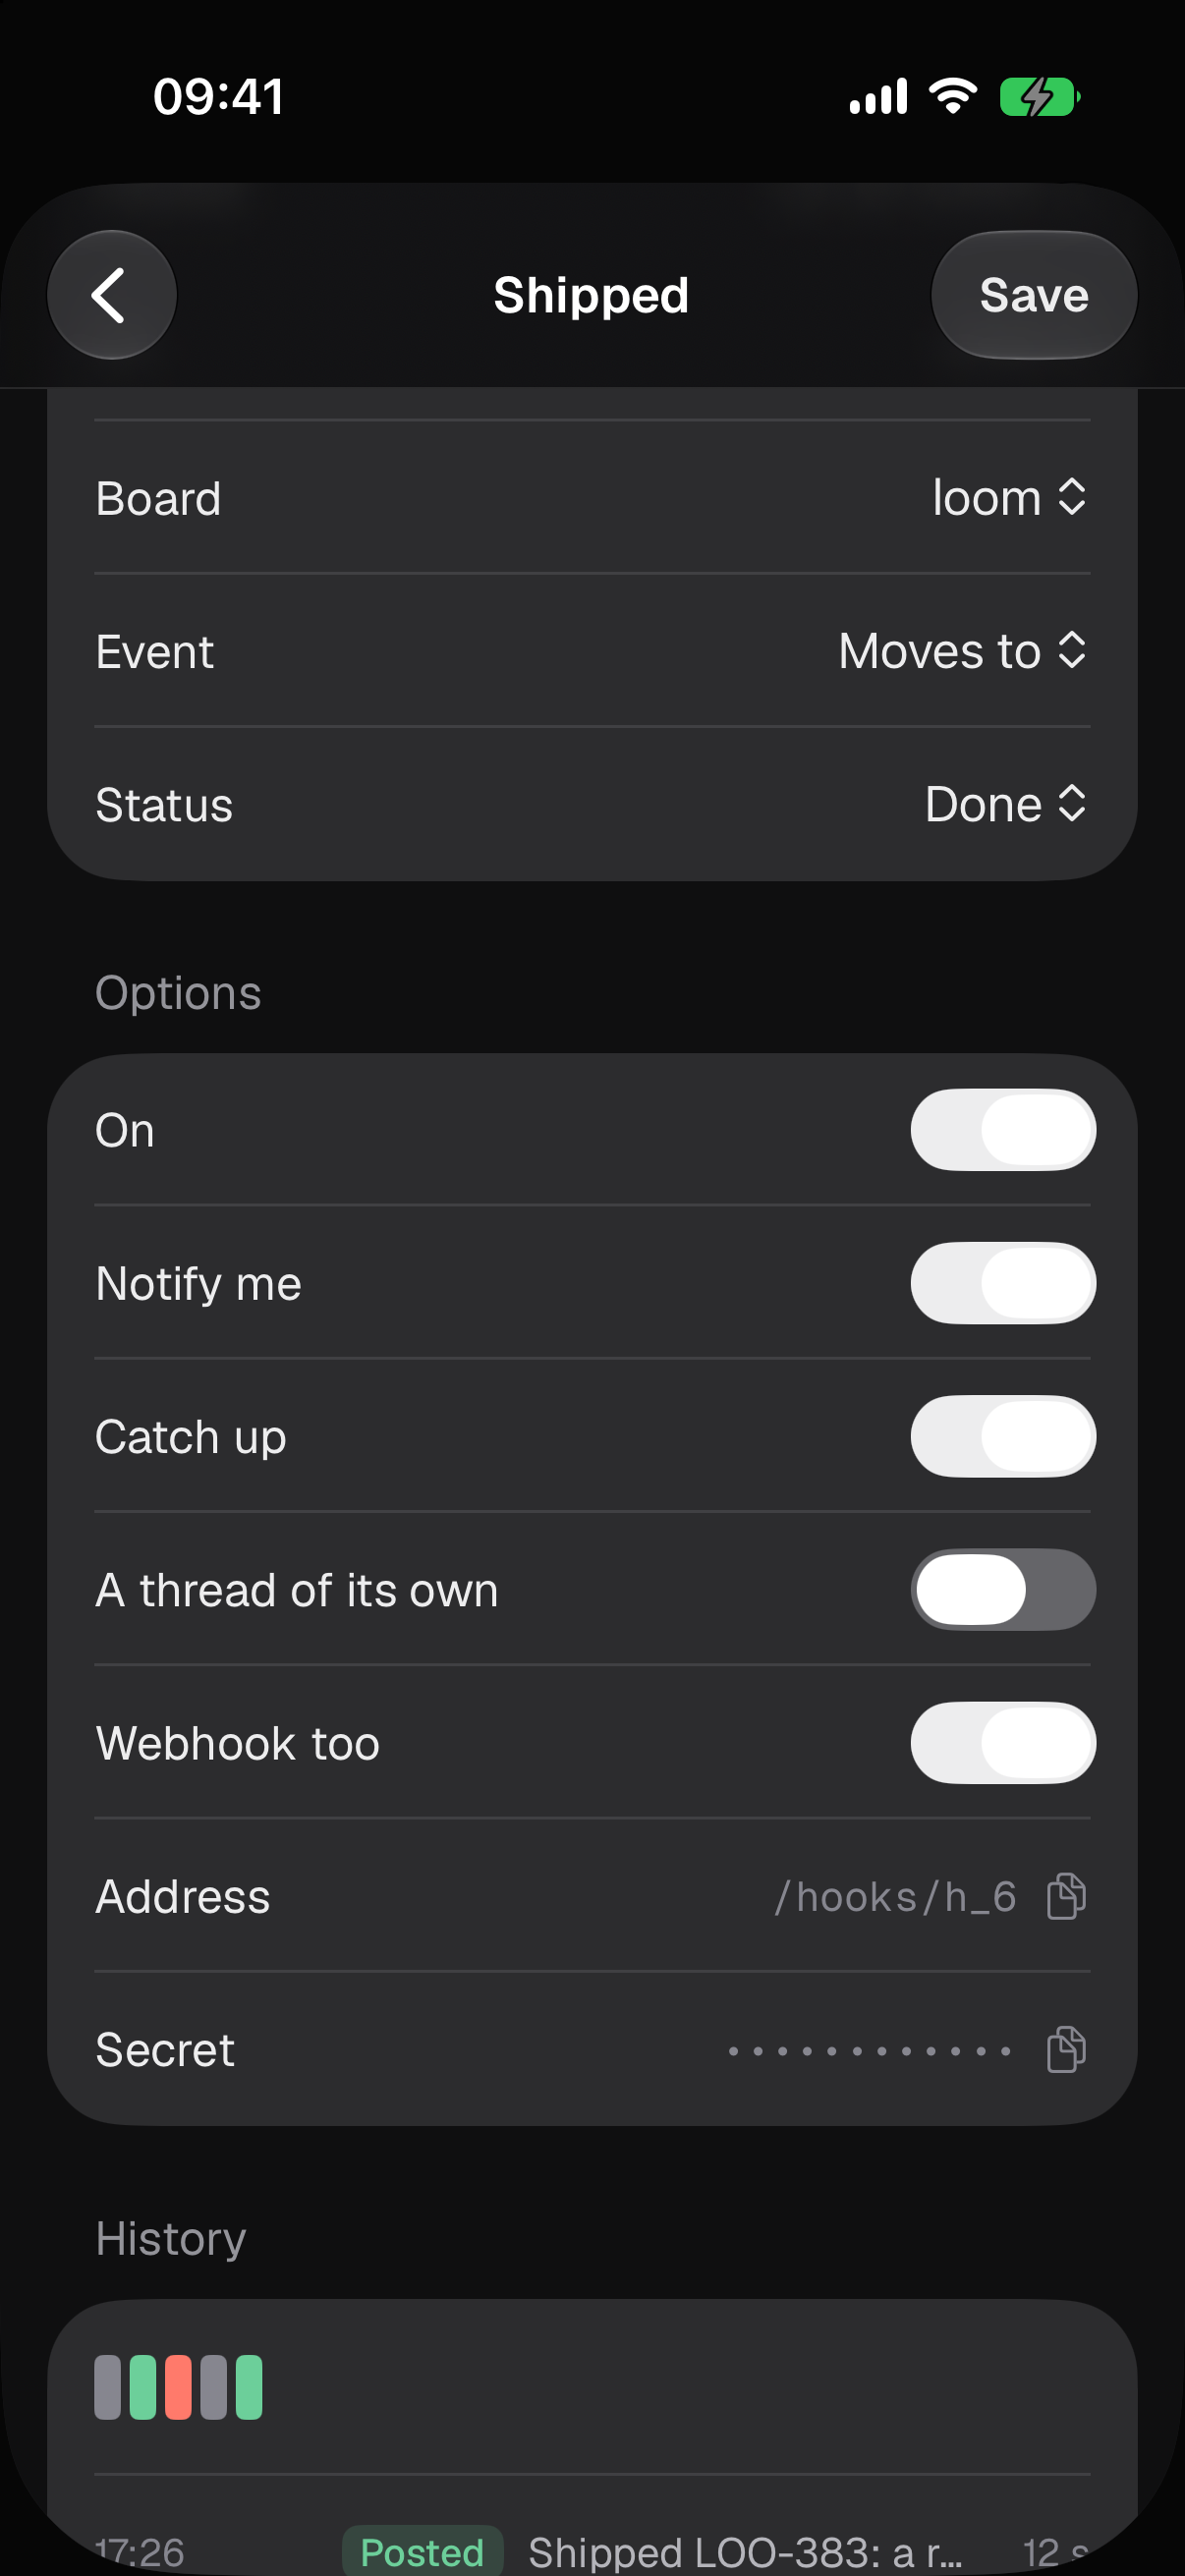 09:41
Shipped
Save
Board
loom
Event
Moves to
Status
Done
Options
On
Notify me
Catch up
A thread of its own
Webhook too
Address
/hooks/h_6
Secret
••••••••••••
History
17:26
Posted
Shipped LOO-383: a r…
12 s